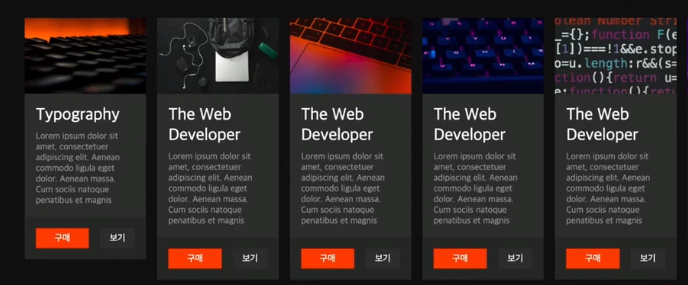 Typography
Lorem ipsum dolor sit
amet, consectetuer
adipiscing elit. Aenean
commodo ligula eget
dolor. Aenean massa.
Cum sociis natoque
penatibus et magnis
구매 보기
The Web
Developer
Lorem ipsum dolor sit
amet, consectetuer
adipiscing elit. Aenean
commodo ligula eget
dolor. Aenean massa.
Cum sociis natoque
penatibus et magnis
구매 보기
The Web
Developer
Lorem ipsum dolor sit
amet, consectetuer
adipiscing elit. Aenean
commodo ligula eget
dolor. Aenean massa.
Cum sociis natoque
penatibus et magnis
구매 보기
The Web
Developer
Lorem ipsum dolor sit
amet, consectetuer
adipiscing elit. Aenean
commodo ligula eget
dolor. Aenean massa.
Cum sociis natoque
penatibus et magnis
구매 보기
olean Number Stri
_={};function F(e
[1])===!1&&e.stop
o=u.length:r&&(s=
ction(){return u=
e:function(){retu
The Web
Developer
Lorem ipsum dolor sit
amet, consectetuer
adipiscing elit. Aenean
commodo ligula eget
dolor. Aenean massa.
Cum sociis natoque
penatibus et magnis
구매 보기